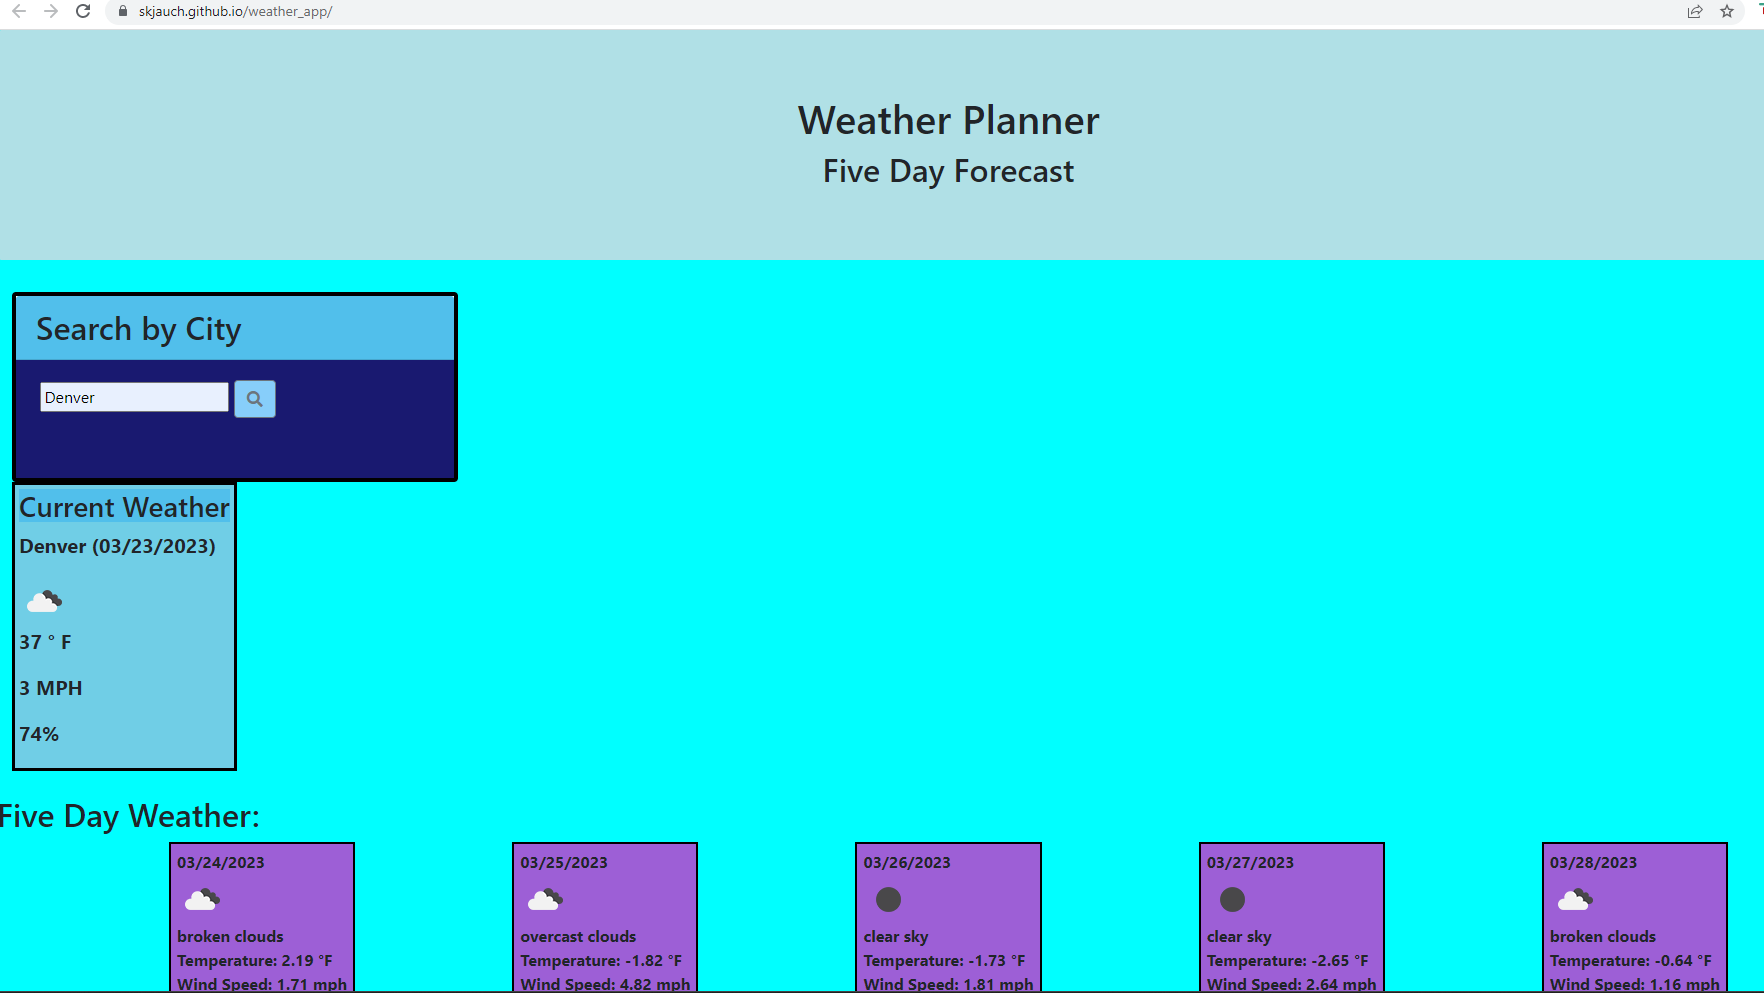 skjauch.github.io/weather_app/
Weather Planner
Five Day Forecast
Search by City
Denver
Current Weather
Denver (03/23/2023)
37 ° F
3 MPH
74%
Five Day Weather:
03/24/2023
broken clouds
Temperature: 2.19 °F
Wind Speed: 1.71 mph
03/25/2023
overcast clouds
Temperature: -1.82 °F
Wind Speed: 4.82 mph
03/26/2023
clear sky
Temperature: -1.73 °F
Wind Speed: 1.81 mph
03/27/2023
clear sky
Temperature: -2.65 °F
Wind Speed: 2.64 mph
03/28/2023
broken clouds
Temperature: -0.64 °F
Wind Speed: 1.16 mph